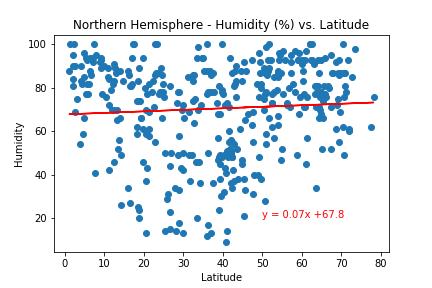 Northern Hemisphere - Humidity (%) vs. Latitude
100
80
60
40
20
Humidity
y = 0.07x +67.8
0 10 20 30 40 50 60 70 80
Latitude